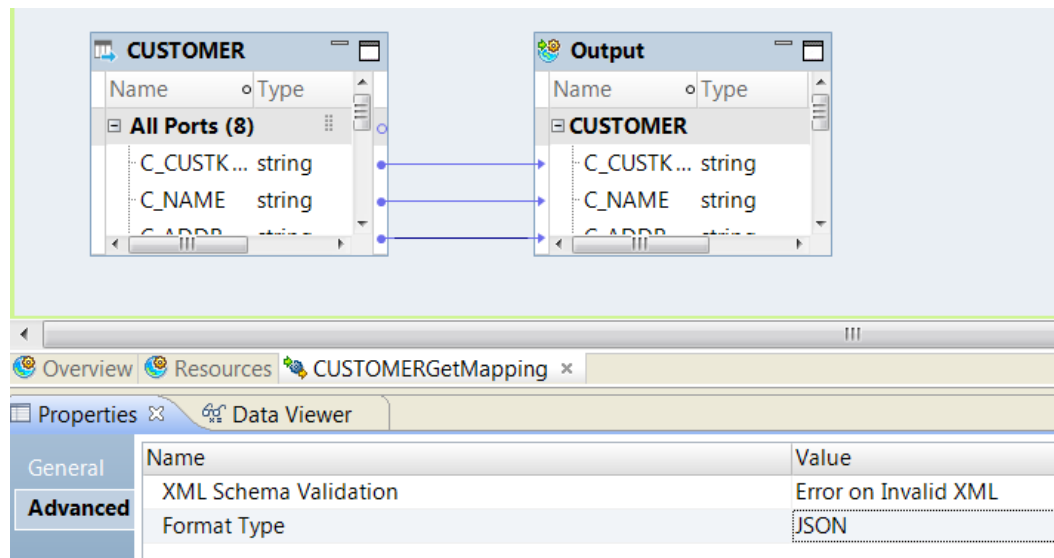 CUSTOMER
Output
Name Type
Name Type
All Ports (8)
CUSTOMER
C_CUSTK... string
C_CUSTK... string
C_NAME string
C_NAME string
Overview Resources CUSTOMERGetMapping
Properties Data Viewer
General
Advanced
Name Value
XML Schema Validation Error on Invalid XML
Format Type JSON